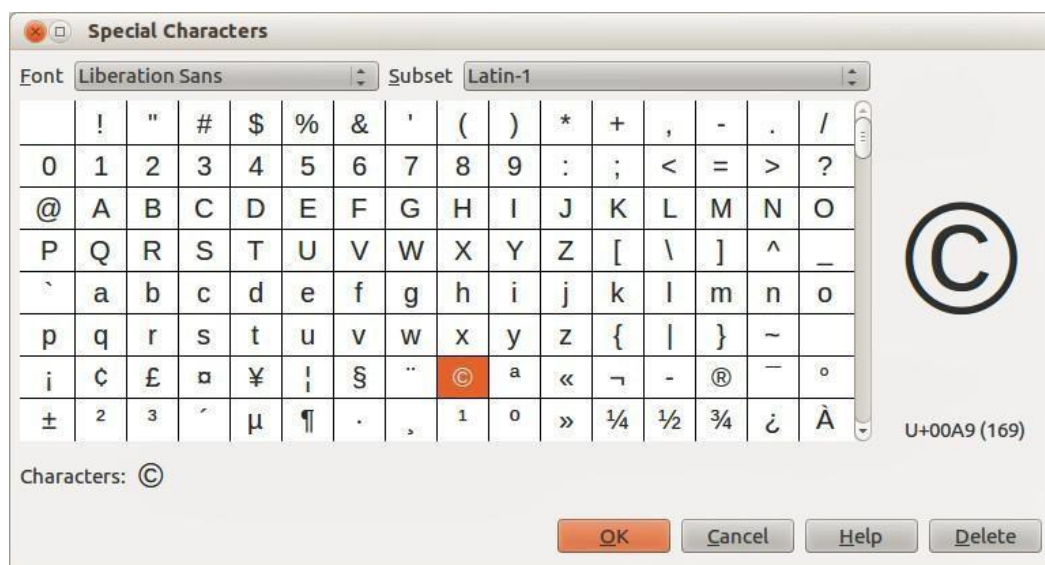 Special Characters
Font Liberation Sans Subset Latin-1
! " # $ % & ' ( ) * + , - . /
0 1 2 3 4 5 6 7 8 9 : ; < = > ?
@ A B C D E F G H I J K L M N O
P Q R S T U V W X Y Z [ \ ] ^ _
` a b c d e f g h i j k l m n o
p q r s t u v w x y z { | } ~
¡ ¢ £ ¤ ¥ ¦ § ¨ © ª « ¬ - ® ¯ °
± ² ³ ´ µ ¶ · ¸ ¹ º » ¼ ½ ¾ ¿ À
©
U+00A9 (169)
Characters: ©
OK Cancel Help Delete